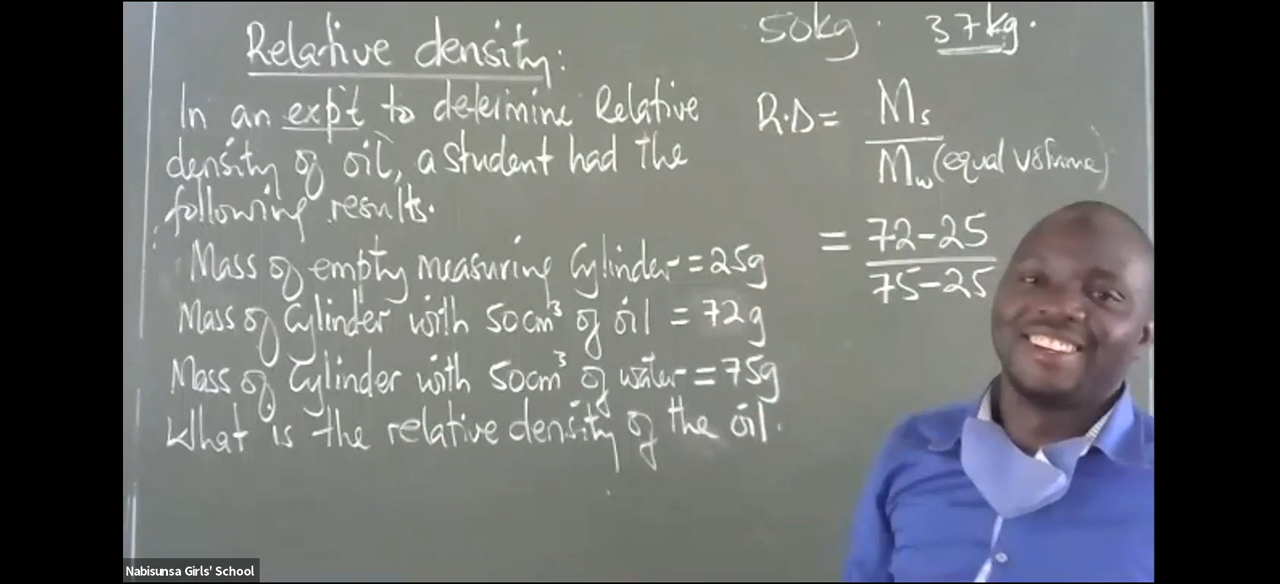 Relative density:
In an exp't to determine Relative
density of oil, a student had the
following results.
Mass of empty measuring Cylinder = 25g
Mass of Cylinder with 50cm³ of oil = 72g
Mass of Cylinder with 50cm³ of water = 75g
What is the relative density of the oil.
50kg. 37kg.
R.D = Ms
Mw (equal volume)
= 72-25
75-25
Nabisunsa Girls' School